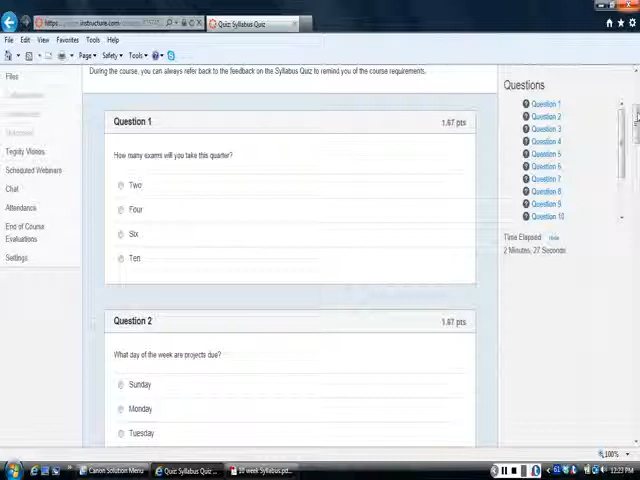 https://
.instructure.com
Quiz: Syllabus Quiz
File Edit View Favorites Tools Help
Page Safety Tools
During the course, you can always refer back to the feedback on the Syllabus Quiz to remind you of the course requirements.
Files
Tegrity Videos
Scheduled Webinars
Chat
Attendance
End of Course
Evaluations
Settings
Question 1 1.67 pts
How many exams will you take this quarter?
Two
Four
Six
Ten
Question 2 1.67 pts
What day of the week are projects due?
Sunday
Monday
Tuesday
Questions
Question 1
Question 2
Question 3
Question 4
Question 5
Question 6
Question 7
Question 8
Question 9
Question 10
Time Elapsed Hide
2 Minutes, 27 Seconds
100%
Canon Solution Menu
Quiz: Syllabus Quiz ...
10 week Syllabus.pd...
61
12:23 PM